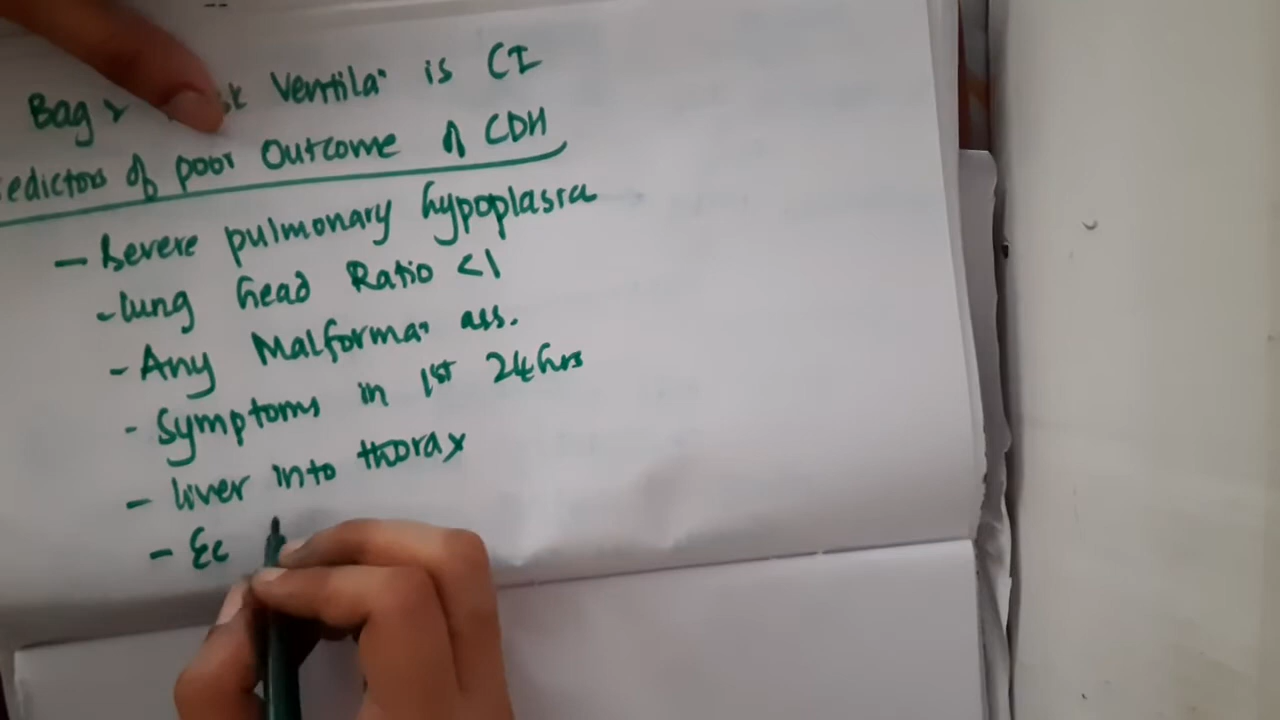 Bag & Ventila" is CI
edictors of poor Outcome of CDH
- Severe pulmonary hypoplasia
- lung head Ratio <1
- Any Malforma" ass.
- Symptoms in 1st 24hrs
- liver into thorax
- Ec